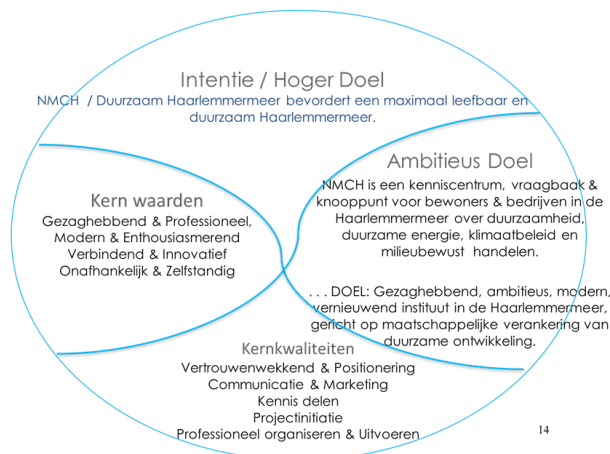 Intentie / Hoger Doel
NMCH / Duurzaam Haarlemmermeer bevordert een maximaal leefbaar en
duurzaam Haarlemmermeer.
Kern waarden
Gezaghebbend & Professioneel,
Modern & Enthousiasmerend
Verbindend & Innovatief
Onafhankelijk & Zelfstandig
Ambitieus Doel
NMCH is een kenniscentrum, vraagbaak &
knooppunt voor bewoners & bedrijven in de
Haarlemmermeer over duurzaamheid,
duurzame energie, klimaatbeleid en
milieubewust handelen.
. . . DOEL: Gezaghebbend, ambitieus, modern,
vernieuwend instituut in de Haarlemmermeer,
gericht op maatschappelijke verankering van
duurzame ontwikkeling.
Kernkwaliteiten
Vertrouwenwekkend & Positionering
Communicatie & Marketing
Kennis delen
Projectinitiatie
Professioneel organiseren & Uitvoeren
14